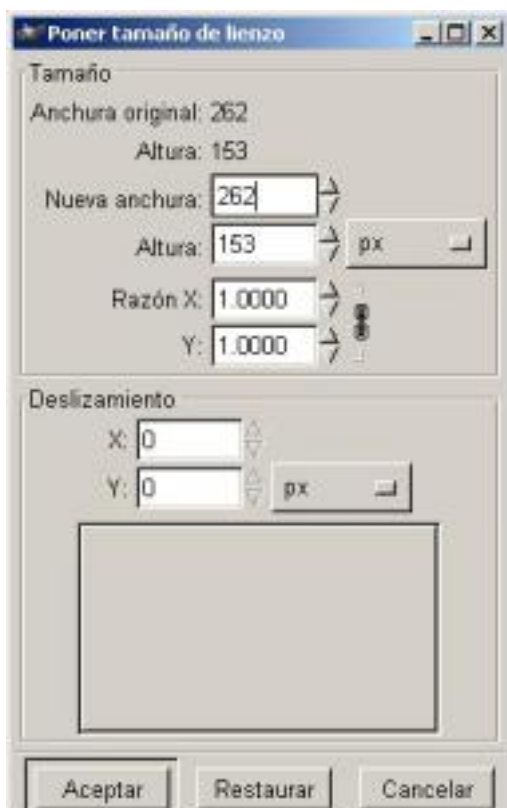 Poner tamaño de lienzo
Tamaño
Anchura original: 262
Altura: 153
Nueva anchura: 262
Altura: 153 px
Razón X: 1.0000
Y: 1.0000
Deslizamiento
X: 0
Y: 0 px
Aceptar Restaurar Cancelar